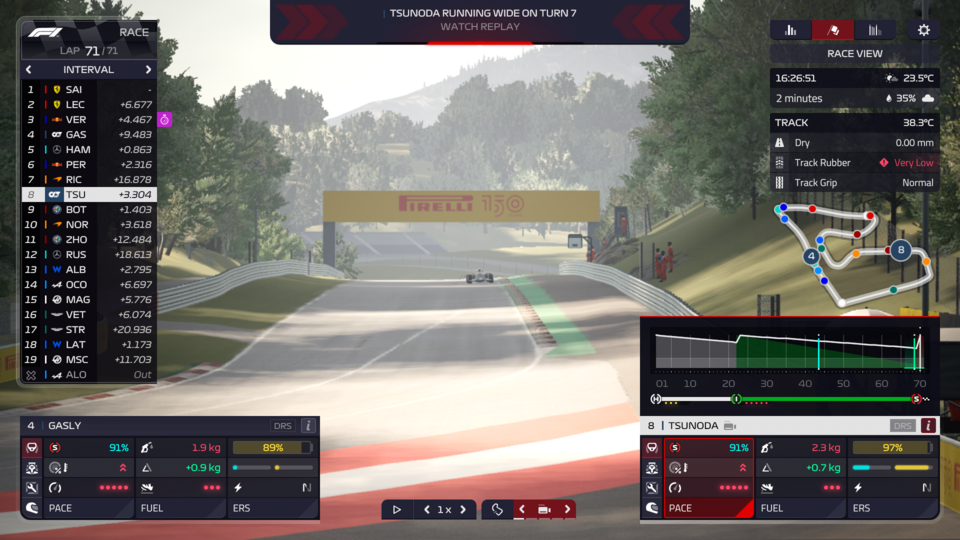 TSUNODA RUNNING WIDE ON TURN 7
WATCH REPLAY
F1
RACE
LAP 71/71
INTERVAL
1 SAI -
2 LEC +6.677
3 VER +4.467
4 GAS +9.483
5 HAM +0.863
6 PER +2.316
7 RIC +16.878
8 TSU +3.304
9 BOT +1.403
10 NOR +3.618
11 ZHO +12.484
12 RUS +18.613
13 ALB +2.795
14 OCO +6.697
15 MAG +5.776
16 VET +6.074
17 STR +20.936
18 LAT +1.173
19 MSC +11.703
ALO Out
RACE VIEW
16:26:51 23.5°C
2 minutes 35%
TRACK 38.3°C
Dry 0.00 mm
Track Rubber Very Low
Track Grip Normal
4
8
PIRELLI 150
01 10 20 30 40 50 60 70
H I S
4 GASLY DRS i
S 91% 1.9 kg 89%
+0.9 kg
N
PACE FUEL ERS
1x
8 TSUNODA DRS i
S 91% 2.3 kg 97%
+0.7 kg
N
PACE FUEL ERS